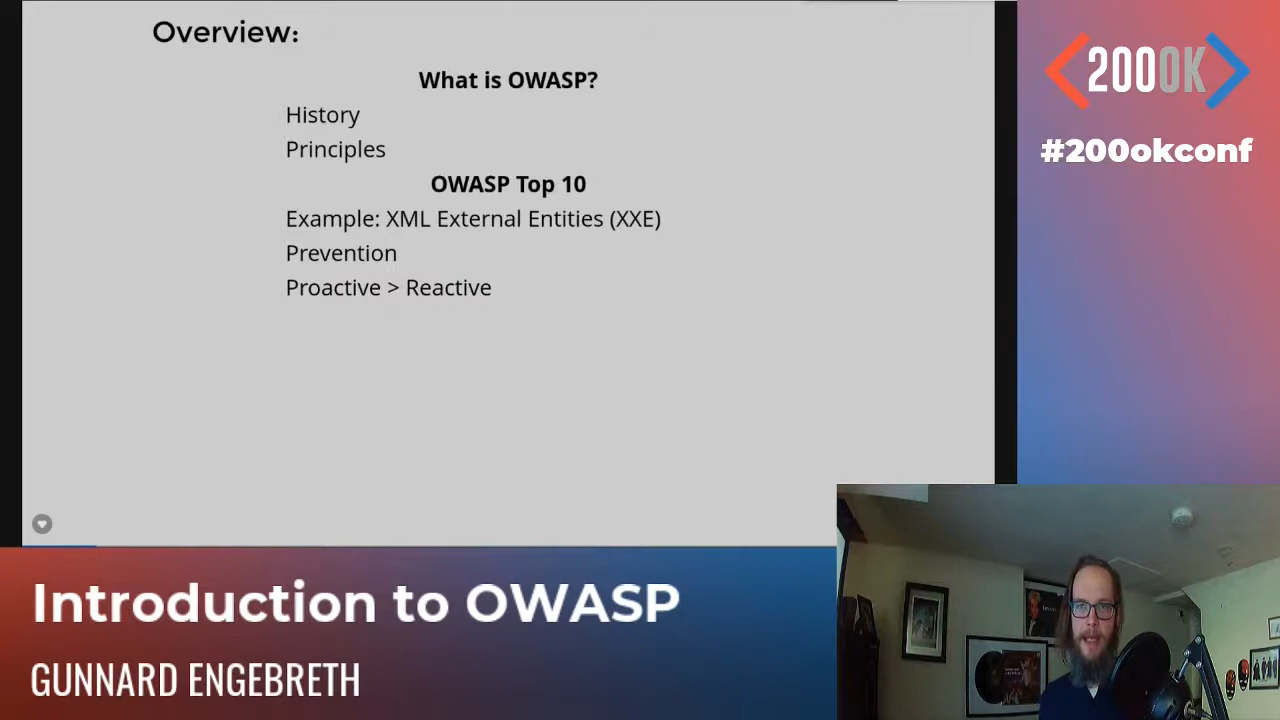 Overview:
What is OWASP?
History
Principles
OWASP Top 10
Example: XML External Entities (XXE)
Prevention
Proactive > Reactive
200OK
#200okconf
Introduction to OWASP
GUNNARD ENGEBRETH